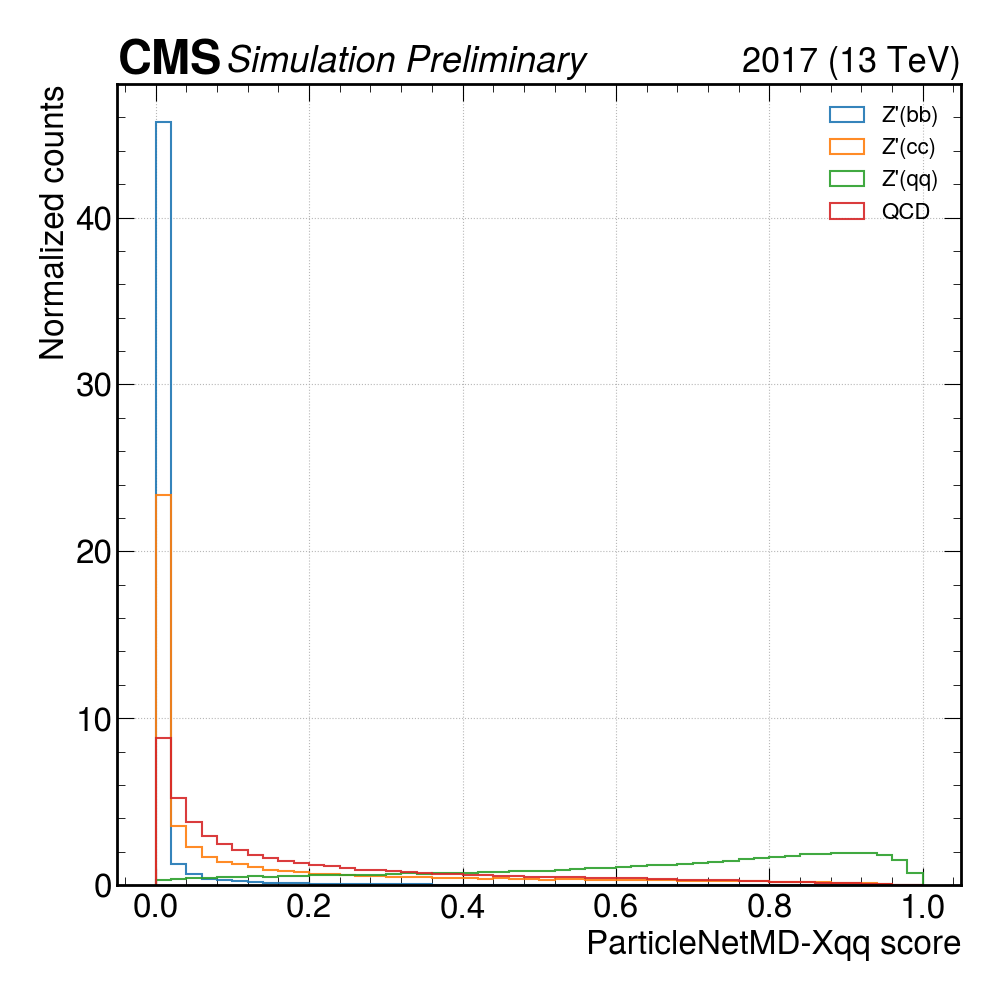 CMS Simulation Preliminary 2017 (13 TeV)
Normalized counts
Z'(bb)
Z'(cc)
Z'(qq)
QCD
40
30
20
10
0
0.0 0.2 0.4 0.6 0.8 1.0
ParticleNetMD-Xqq score